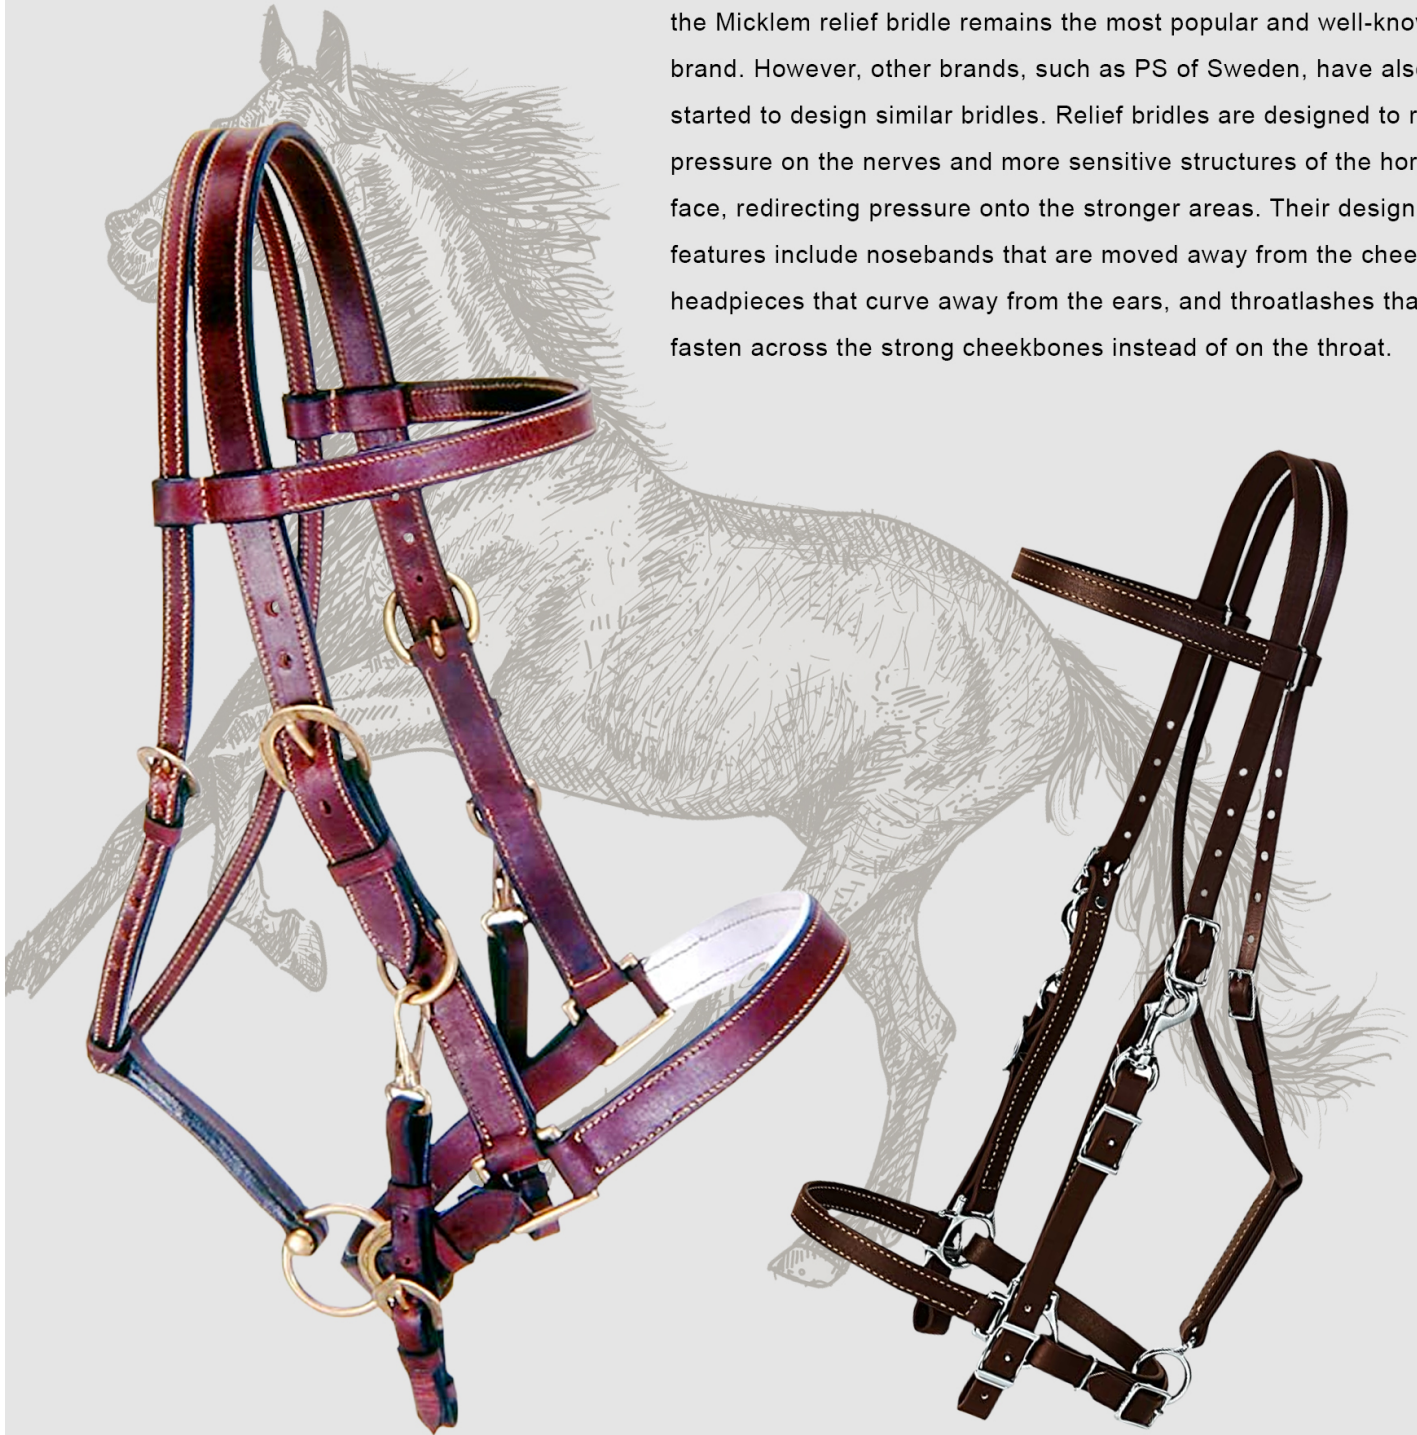 the Micklem relief bridle remains the most popular and well-kno
brand. However, other brands, such as PS of Sweden, have als
started to design similar bridles. Relief bridles are designed to r
pressure on the nerves and more sensitive structures of the hor
face, redirecting pressure onto the stronger areas. Their design
features include nosebands that are moved away from the chee
headpieces that curve away from the ears, and throatlashes tha
fasten across the strong cheekbones instead of on the throat.